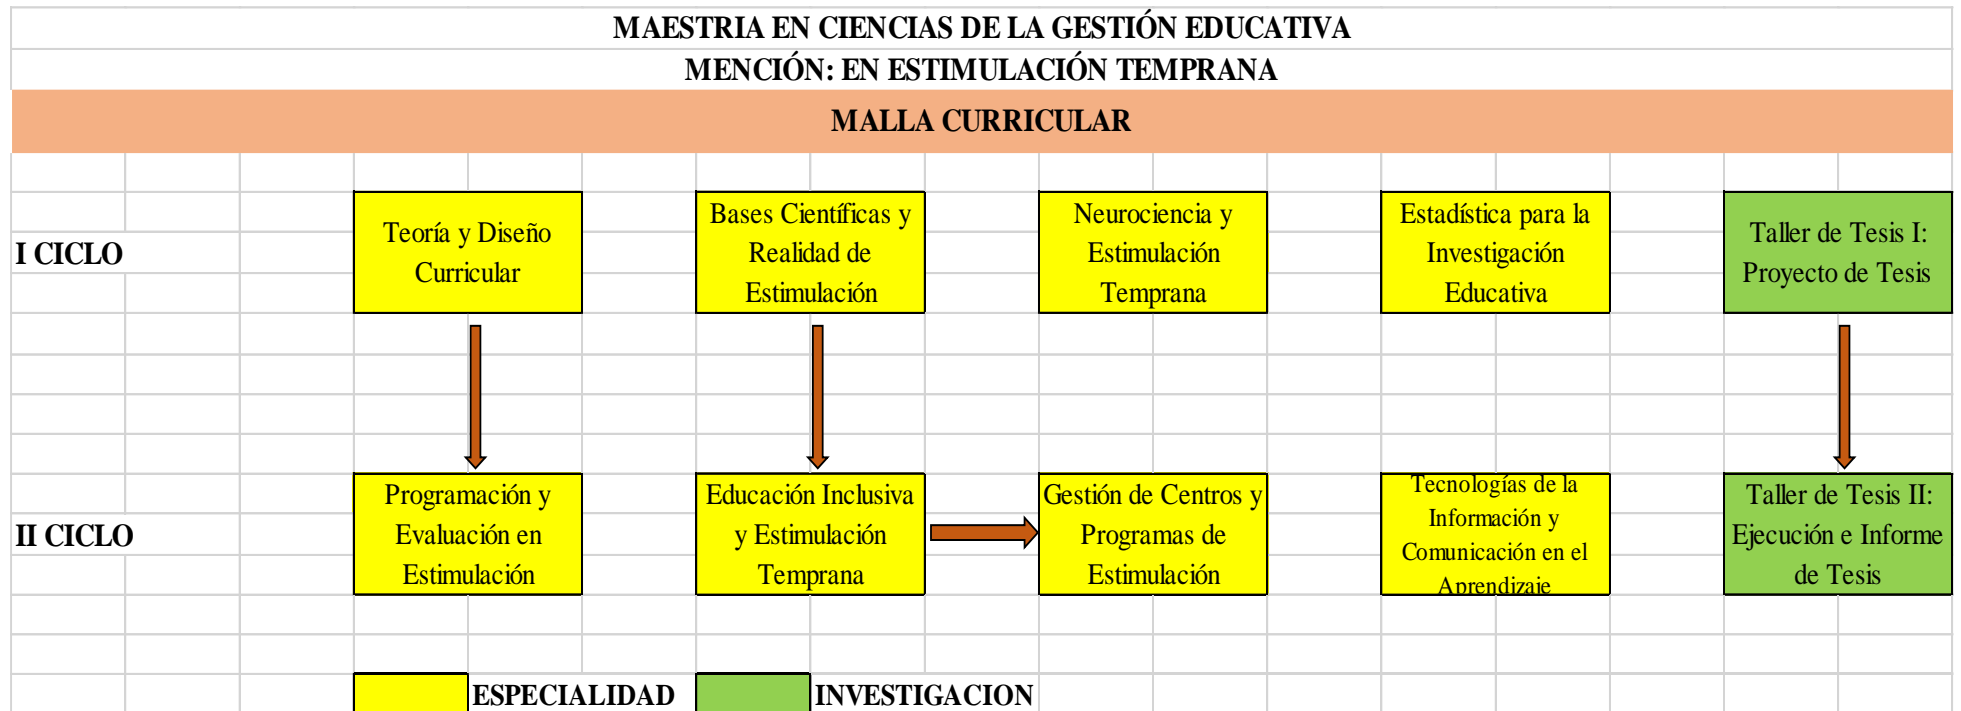 MAESTRIA EN CIENCIAS DE LA GESTIÓN EDUCATIVA
MENCIÓN: EN ESTIMULACIÓN TEMPRANA
MALLA CURRICULAR
I CICLO
Teoría y Diseño
Curricular
Bases Científicas y
Realidad de
Estimulación
Neurociencia y
Estimulación
Temprana
Estadística para la
Investigación
Educativa
Taller de Tesis I:
Proyecto de Tesis
II CICLO
Programación y
Evaluación en
Estimulación
Educación Inclusiva
y Estimulación
Temprana
Gestión de Centros y
Programas de
Estimulación
Tecnologías de la
Información y
Comunicación en el
Aprendizaje
Taller de Tesis II:
Ejecución e Informe
de Tesis
ESPECIALIDAD
INVESTIGACION